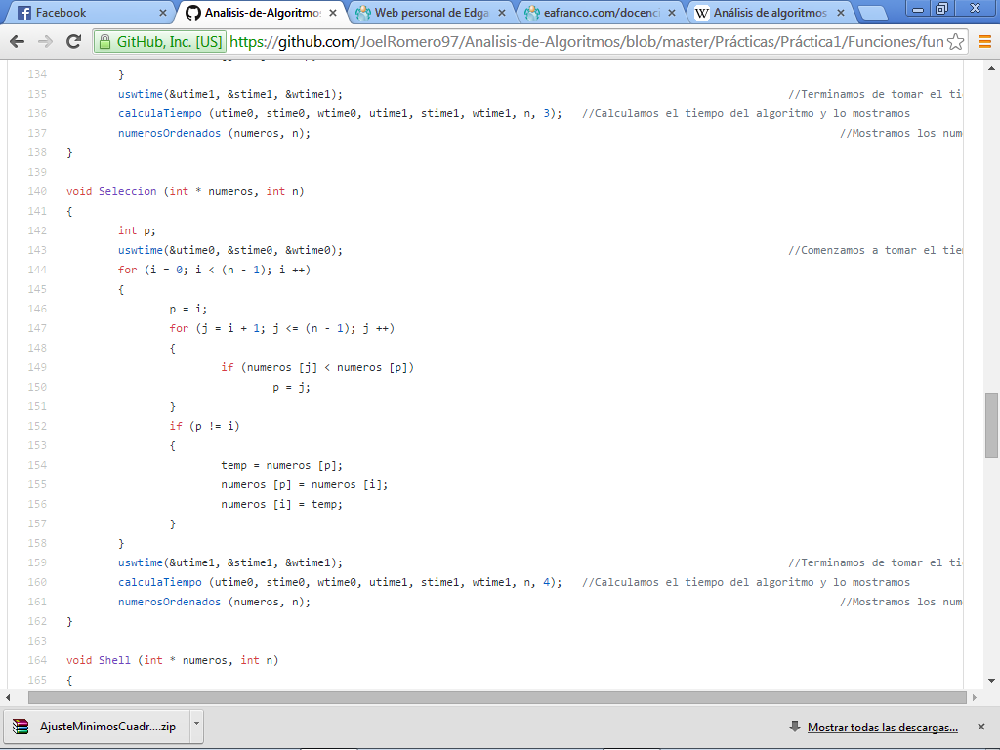 Facebook
Analisis-de-Algoritmos
Web personal de Edga
eafranco.com/docenci
Análisis de algoritmos
GitHub, Inc. [US] https://github.com/JoelRomero97/Analisis-de-Algoritmos/blob/master/Prácticas/Práctica1/Funciones/fun
134 }
135 uswtime(&utime1, &stime1, &wtime1); //Terminamos de tomar el tie
136 calculaTiempo (utime0, stime0, wtime0, utime1, stime1, wtime1, n, 3); //Calculamos el tiempo del algoritmo y lo mostramos
137 numerosOrdenados (numeros, n); //Mostramos los num
138 }
139
140 void Seleccion (int * numeros, int n)
141 {
142 int p;
143 uswtime(&utime0, &stime0, &wtime0); //Comenzamos a tomar el tiem
144 for (i = 0; i < (n - 1); i ++)
145 {
146 p = i;
147 for (j = i + 1; j <= (n - 1); j ++)
148 {
149 if (numeros [j] < numeros [p])
150 p = j;
151 }
152 if (p != i)
153 {
154 temp = numeros [p];
155 numeros [p] = numeros [i];
156 numeros [i] = temp;
157 }
158 }
159 uswtime(&utime1, &stime1, &wtime1); //Terminamos de tomar el tie
160 calculaTiempo (utime0, stime0, wtime0, utime1, stime1, wtime1, n, 4); //Calculamos el tiempo del algoritmo y lo mostramos
161 numerosOrdenados (numeros, n); //Mostramos los num
162 }
163
164 void Shell (int * numeros, int n)
165 {
AjusteMinimosCuadr....zip
Mostrar todas las descargas...